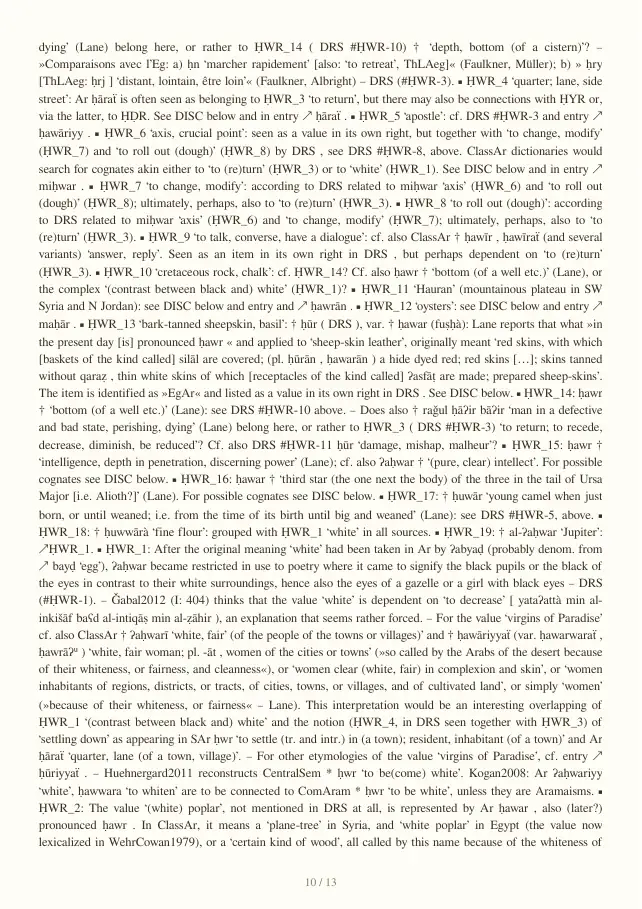 dying’ (Lane) belong here, or rather to ḤWR_14 ( DRS #ḤWR-10) † ‘depth, bottom (of a cistern)’? –
»Comparaisons avec l’Eg: a) ḥn ‘marcher rapidement’ [also: ‘to retreat’, ThLAeg]« (Faulkner, Müller); b) » ḥry
[ThLAeg: ḥrj ] ‘distant, lointain, être loin’« (Faulkner, Albright) – DRS (#ḤWR-3). ▪ ḤWR_4 ‘quarter; lane, side
street’: Ar ḥāraẗ is often seen as belonging to ḤWR_3 ‘to return’, but there may also be connections with ḤYR or,
via the latter, to ḤḌR. See DISC below and in entry ↗ ḥāraẗ . ▪ ḤWR_5 ‘apostle’: cf. DRS #ḤWR-3 and entry ↗
ḥawāriyy . ▪ ḤWR_6 ‘axis, crucial point’: seen as a value in its own right, but together with ‘to change, modify’
(ḤWR_7) and ‘to roll out (dough)’ (ḤWR_8) by DRS , see DRS #ḤWR-8, above. ClassAr dictionaries would
search for cognates akin either to ‘to (re)turn’ (ḤWR_3) or to ‘white’ (ḤWR_1). See DISC below and in entry ↗
miḥwar . ▪ ḤWR_7 ‘to change, modify’: according to DRS related to miḥwar ‘axis’ (ḤWR_6) and ‘to roll out
(dough)’ (ḤWR_8); ultimately, perhaps, also to ‘to (re)turn’ (ḤWR_3). ▪ ḤWR_8 ‘to roll out (dough)’: according
to DRS related to miḥwar ‘axis’ (ḤWR_6) and ‘to change, modify’ (ḤWR_7); ultimately, perhaps, also to ‘to
(re)turn’ (ḤWR_3). ▪ ḤWR_9 ‘to talk, converse, have a dialogue’: cf. also ClassAr † ḥawīr , ḥawīraẗ (and several
variants) ‘answer, reply’. Seen as an item in its own right in DRS , but perhaps dependent on ‘to (re)turn’
(ḤWR_3). ▪ ḤWR_10 ‘cretaceous rock, chalk’: cf. ḤWR_14? Cf. also ḥawr † ‘bottom (of a well etc.)’ (Lane), or
the complex ‘(contrast between black and) white’ (ḤWR_1)? ▪ ḤWR_11 ‘Hauran’ (mountainous plateau in SW
Syria and N Jordan): see DISC below and entry and ↗ ḥawrān . ▪ ḤWR_12 ‘oysters’: see DISC below and entry ↗
maḥār . ▪ ḤWR_13 ‘bark-tanned sheepskin, basil’: † ḥūr ( DRS ), var. † ḥawar (fuṣḥà): Lane reports that what »in
the present day [is] pronounced ḥawr « and applied to ‘sheep-skin leather’, originally meant ‘red skins, with which
[baskets of the kind called] silāl are covered; (pl. ḥūrān , ḥawarān ) a hide dyed red; red skins […]; skins tanned
without qaraẓ , thin white skins of which [receptacles of the kind called] ʔasfāṭ are made; prepared sheep-skins’.
The item is identified as »EgAr« and listed as a value in its own right in DRS . See DISC below. ▪ ḤWR_14: ḥawr
† ‘bottom (of a well etc.)’ (Lane): see DRS #ḤWR-10 above. – Does also † raǧul ḥāʔir bāʔir ‘man in a defective
and bad state, perishing, dying’ (Lane) belong here, or rather to ḤWR_3 ( DRS #ḤWR-3) ‘to return; to recede,
decrease, diminish, be reduced’? Cf. also DRS #ḤWR-11 ḥūr ‘damage, mishap, malheur’? ▪ ḤWR_15: ḥawr †
‘intelligence, depth in penetration, discerning power’ (Lane); cf. also ʔaḥwar † ‘(pure, clear) intellect’. For possible
cognates see DISC below. ▪ ḤWR_16: ḥawar † ‘third star (the one next the body) of the three in the tail of Ursa
Major [i.e. Alioth?]’ (Lane). For possible cognates see DISC below. ▪ ḤWR_17: † ḥuwār ‘young camel when just
born, or until weaned; i.e. from the time of its birth until big and weaned’ (Lane): see DRS #ḤWR-5, above. ▪
ḤWR_18: † ḥuwwārà ‘fine flour’: grouped with ḤWR_1 ‘white’ in all sources. ▪ ḤWR_19: † al-ʔaḥwar ‘Jupiter’:
↗ḤWR_1. ▪ ḤWR_1: After the original meaning ‘white’ had been taken in Ar by ʔabyaḍ (probably denom. from
↗ bayḍ ‘egg’), ʔaḥwar became restricted in use to poetry where it came to signify the black pupils or the black of
the eyes in contrast to their white surroundings, hence also the eyes of a gazelle or a girl with black eyes – DRS
(#ḤWR-1). – Ǧabal2012 (I: 404) thinks that the value ‘white’ is dependent on ‘to decrease’ [ yataʔattà min al-
inkišāf baʕd al-intiqāṣ min al-ẓāhir ), an explanation that seems rather forced. – For the value ‘virgins of Paradise’
cf. also ClassAr † ʔaḥwarī ‘white, fair’ (of the people of the towns or villages)’ and † ḥawāriyyaẗ (var. ḥawarwaraẗ ,
ḥawrāʔᵘ ) ‘white, fair woman; pl. -āt , women of the cities or towns’ (»so called by the Arabs of the desert because
of their whiteness, or fairness, and cleanness«), or ‘women clear (white, fair) in complexion and skin’, or ‘women
inhabitants of regions, districts, or tracts, of cities, towns, or villages, and of cultivated land’, or simply ‘women’
(»because of their whiteness, or fairness« – Lane). This interpretation would be an interesting overlapping of
ḤWR_1 ‘(contrast between black and) white’ and the notion (ḤWR_4, in DRS seen together with ḤWR_3) of
‘settling down’ as appearing in SAr ḥwr ‘to settle (tr. and intr.) in (a town); resident, inhabitant (of a town)’ and Ar
ḥāraẗ ‘quarter, lane (of a town, village)’. – For other etymologies of the value ‘virgins of Paradise’, cf. entry ↗
ḥūriyyaẗ . – Huehnergard2011 reconstructs CentralSem * ḥwr ‘to be(come) white’. Kogan2008: Ar ʔaḥwariyy
‘white’, ḥawwara ‘to whiten’ are to be connected to ComAram * ḥwr ‘to be white’, unless they are Aramaisms. ▪
ḤWR_2: The value ‘(white) poplar’, not mentioned in DRS at all, is represented by Ar ḥawar , also (later?)
pronounced ḥawr . In ClassAr, it means a ‘plane-tree’ in Syria, and ‘white poplar’ in Egypt (the value now
lexicalized in WehrCowan1979), or a ‘certain kind of wood’, all called by this name because of the whiteness of
10 / 13